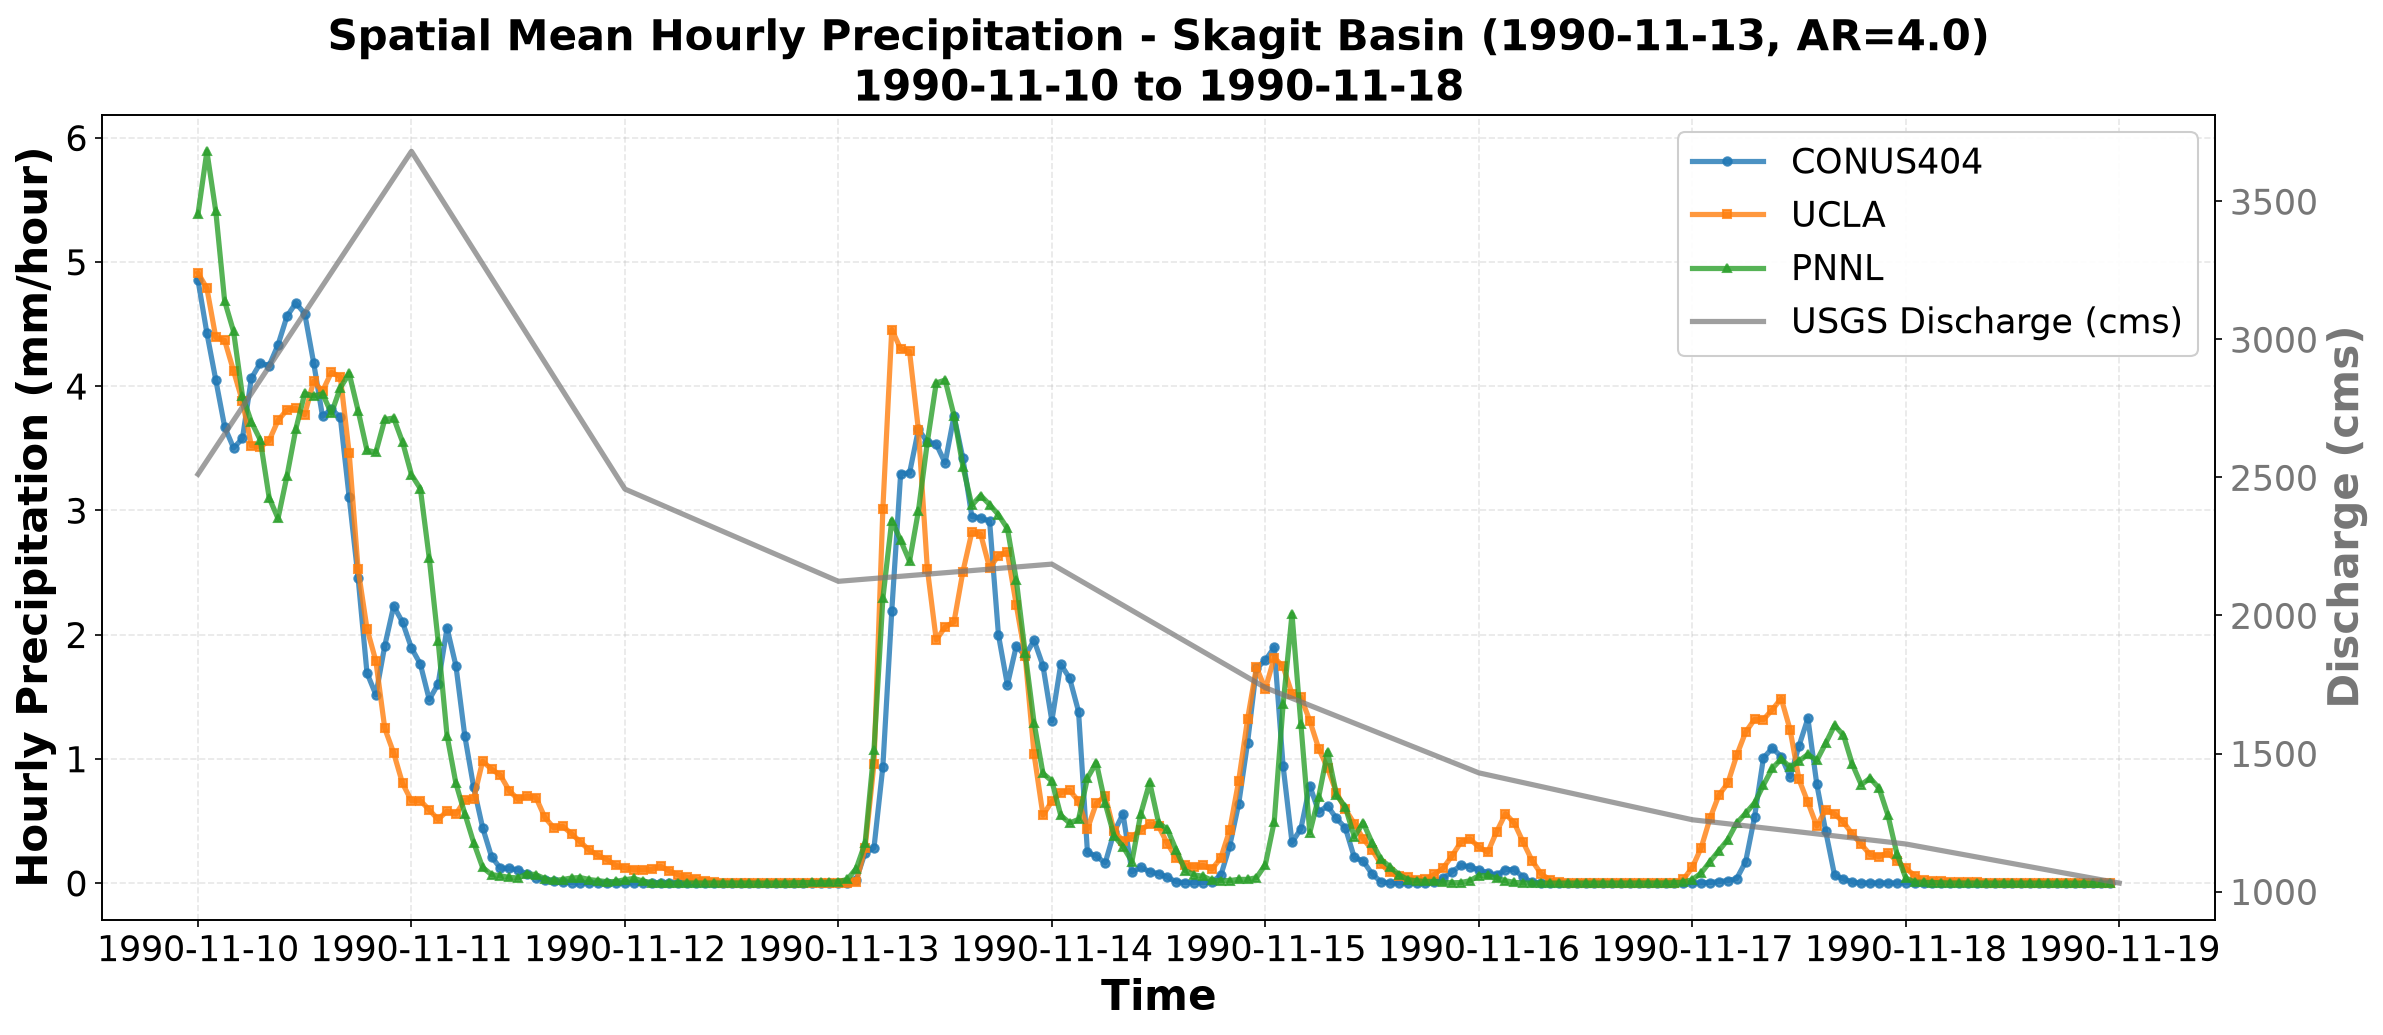 Spatial Mean Hourly Precipitation - Skagit Basin (1990-11-13, AR=4.0)
1990-11-10 to 1990-11-18
CONUS404
UCLA
PNNL
USGS Discharge (cms)
Hourly Precipitation (mm/hour)
6
5
4
3
2
1
0
3500
3000
2500
2000
1500
1000
Discharge (cms)
1990-11-10 1990-11-11 1990-11-12 1990-11-13 1990-11-14 1990-11-15 1990-11-16 1990-11-17 1990-11-18 1990-11-19
Time